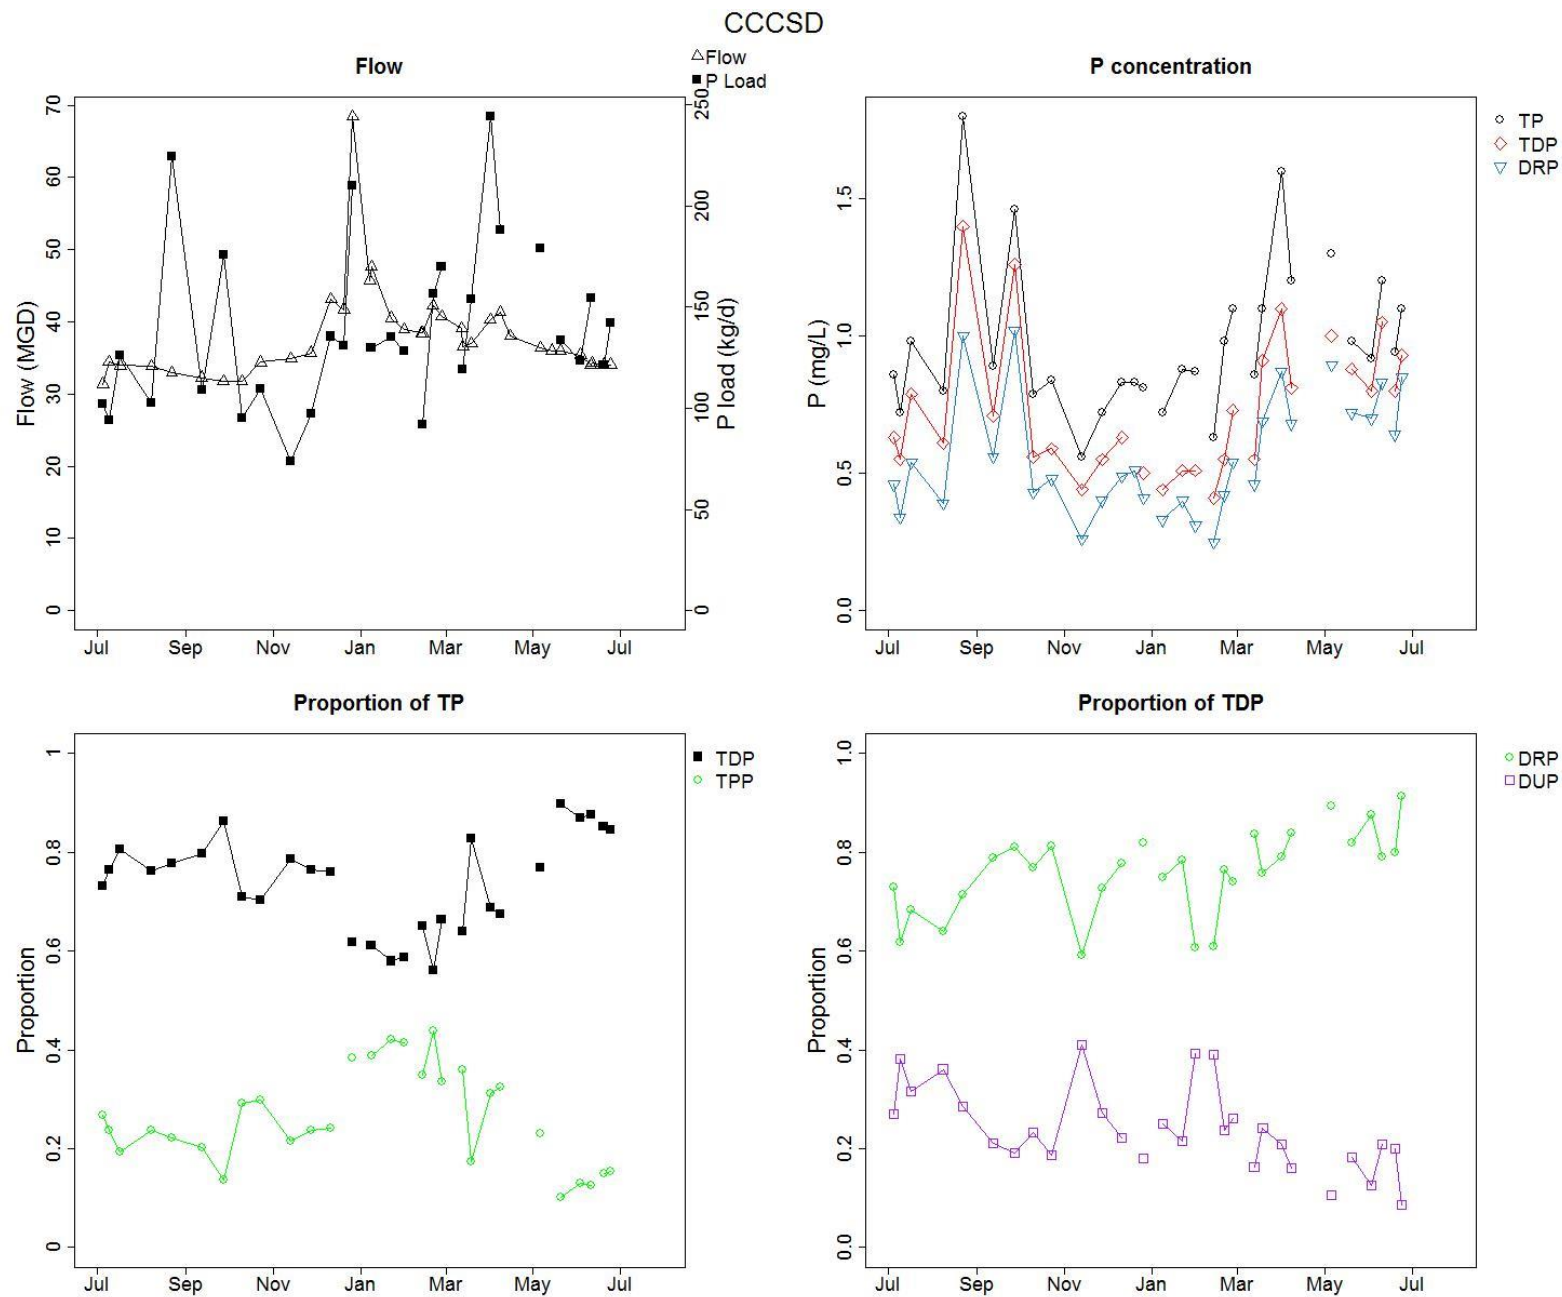 CCCSD
Flow
Flow
P Load
Flow (MGD)
0
10
20
30
40
50
60
70
P load (kg/d)
0
50
100
150
200
250
Jul
Sep
Nov
Jan
Mar
May
Jul
P concentration
TP
TDP
DRP
P (mg/L)
0.0
0.5
1.0
1.5
Jul
Sep
Nov
Jan
Mar
May
Jul
Proportion of TP
TDP
TPP
Proportion
0
0.2
0.4
0.6
0.8
1
Jul
Sep
Nov
Jan
Mar
May
Jul
Proportion of TDP
DRP
DUP
Proportion
0.0
0.2
0.4
0.6
0.8
1.0
Jul
Sep
Nov
Jan
Mar
May
Jul